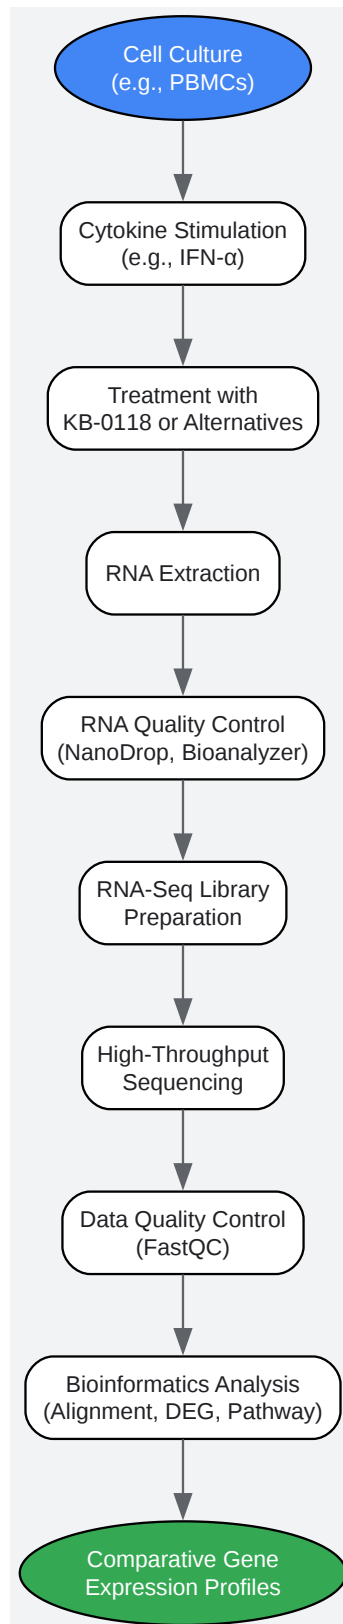 Cell Culture
(e.g., PBMCs)
Cytokine Stimulation
(e.g., IFN-α)
Treatment with
KB-0118 or Alternatives
RNA Extraction
RNA Quality Control
(NanoDrop, Bioanalyzer)
RNA-Seq Library
Preparation
High-Throughput
Sequencing
Data Quality Control
(FastQC)
Bioinformatics Analysis
(Alignment, DEG, Pathway)
Comparative Gene
Expression Profiles